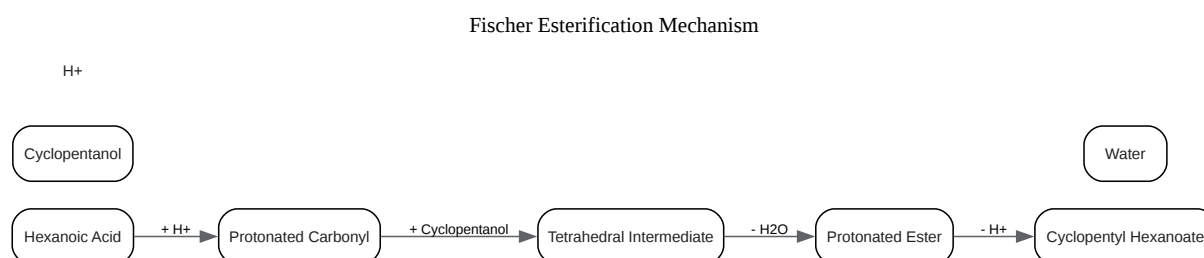 Fischer Esterification Mechanism
H+
Cyclopentanol
Water
Hexanoic Acid
+ H+
Protonated Carbonyl
+ Cyclopentanol
Tetrahedral Intermediate
- H2O
Protonated Ester
- H+
Cyclopentyl Hexanoate